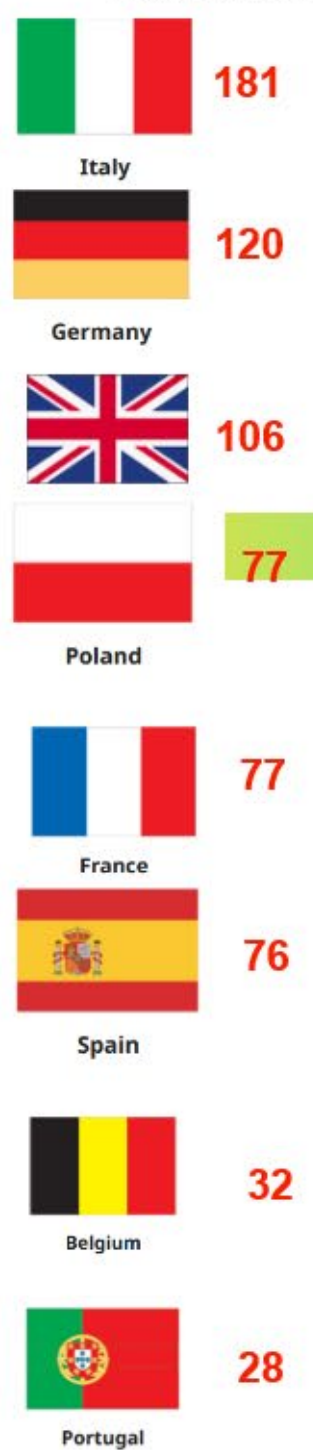 181
Italy
120
Germany
106
77
Poland
77
France
76
Spain
32
Belgium
28
Portugal